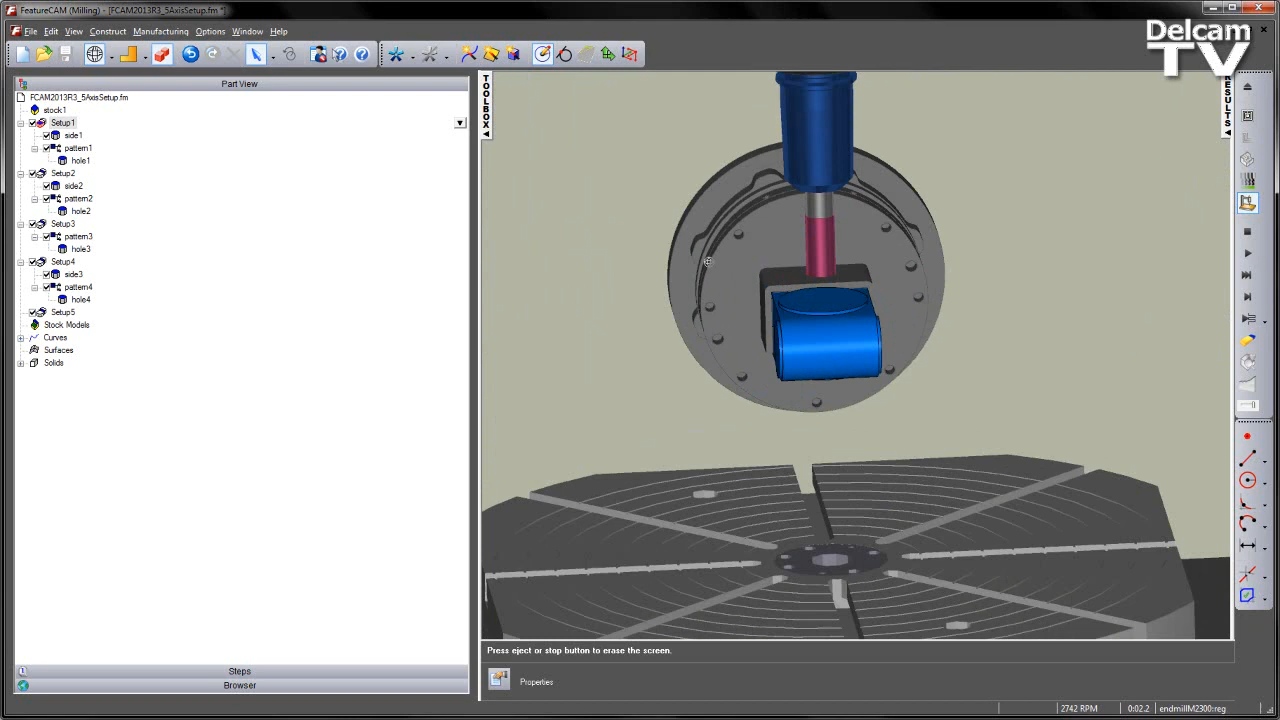 FeatureCAM (Milling) - [FCAM2013R3_5AxisSetup.fm *]
File Edit View Construct Manufacturing Options Window Help
Delcam
TV
Part View
FCAM2013R3_5AxisSetup.fm
stock1
Setup1
side1
pattern1
hole1
Setup2
side2
pattern2
hole2
Setup3
pattern3
hole3
Setup4
side3
pattern4
hole4
Setup5
Stock Models
Curves
Surfaces
Solids
Steps
Browser
TOOLBOX
RESULTS
Press eject or stop button to erase the screen.
Properties
2742 RPM 0:02.2 endmillM2300:reg